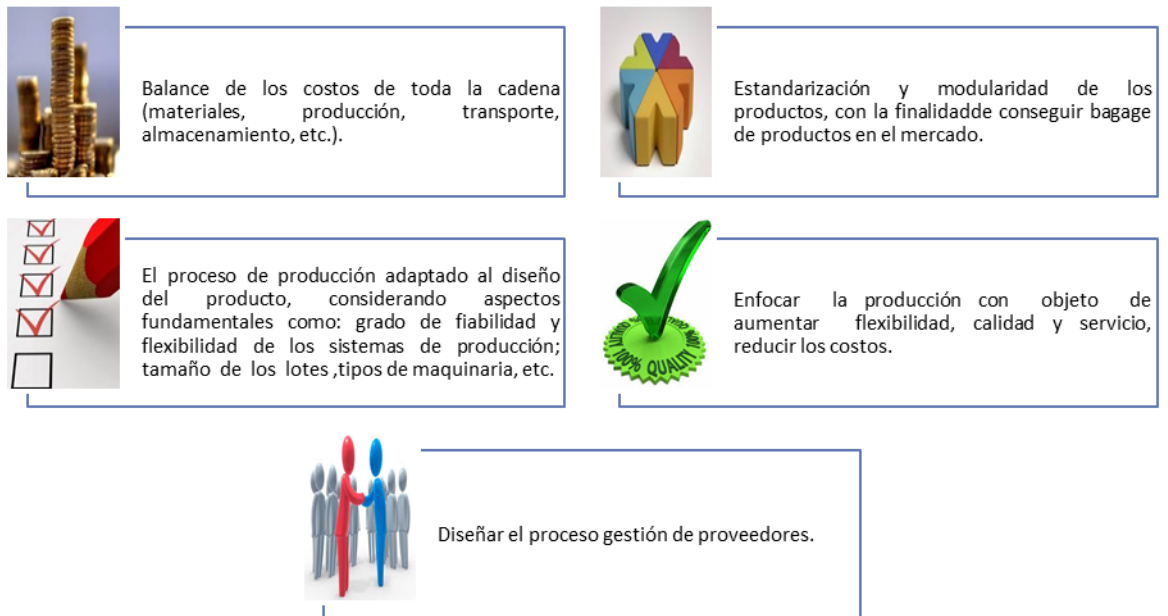 Balance de los costos de toda la cadena
(materiales, producción, transporte,
almacenamiento, etc.).
Estandarización y modularidad de los
productos, con la finalidadde conseguir bagage
de productos en el mercado.
El proceso de producción adaptado al diseño
del producto, considerando aspectos
fundamentales como: grado de fiabilidad y
flexibilidad de los sistemas de producción;
tamaño de los lotes ,tipos de maquinaria, etc.
Enfocar la producción con objeto de
aumentar flexibilidad, calidad y servicio,
reducir los costos.
100% QUALITY 100%
Diseñar el proceso gestión de proveedores.